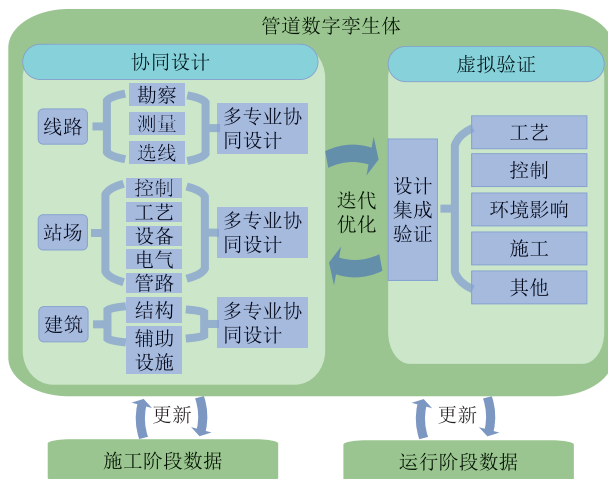 管道数字孪生体
协同设计
虚拟验证
线路
勘察
测量
选线
多专业协
同设计
站场
控制
工艺
设备
电气
管路
多专业协
同设计
建筑
结构
辅助
设施
多专业协
同设计
迭代
优化
设计
集成
验证
工艺
控制
环境影响
施工
其他
更新
更新
施工阶段数据
运行阶段数据